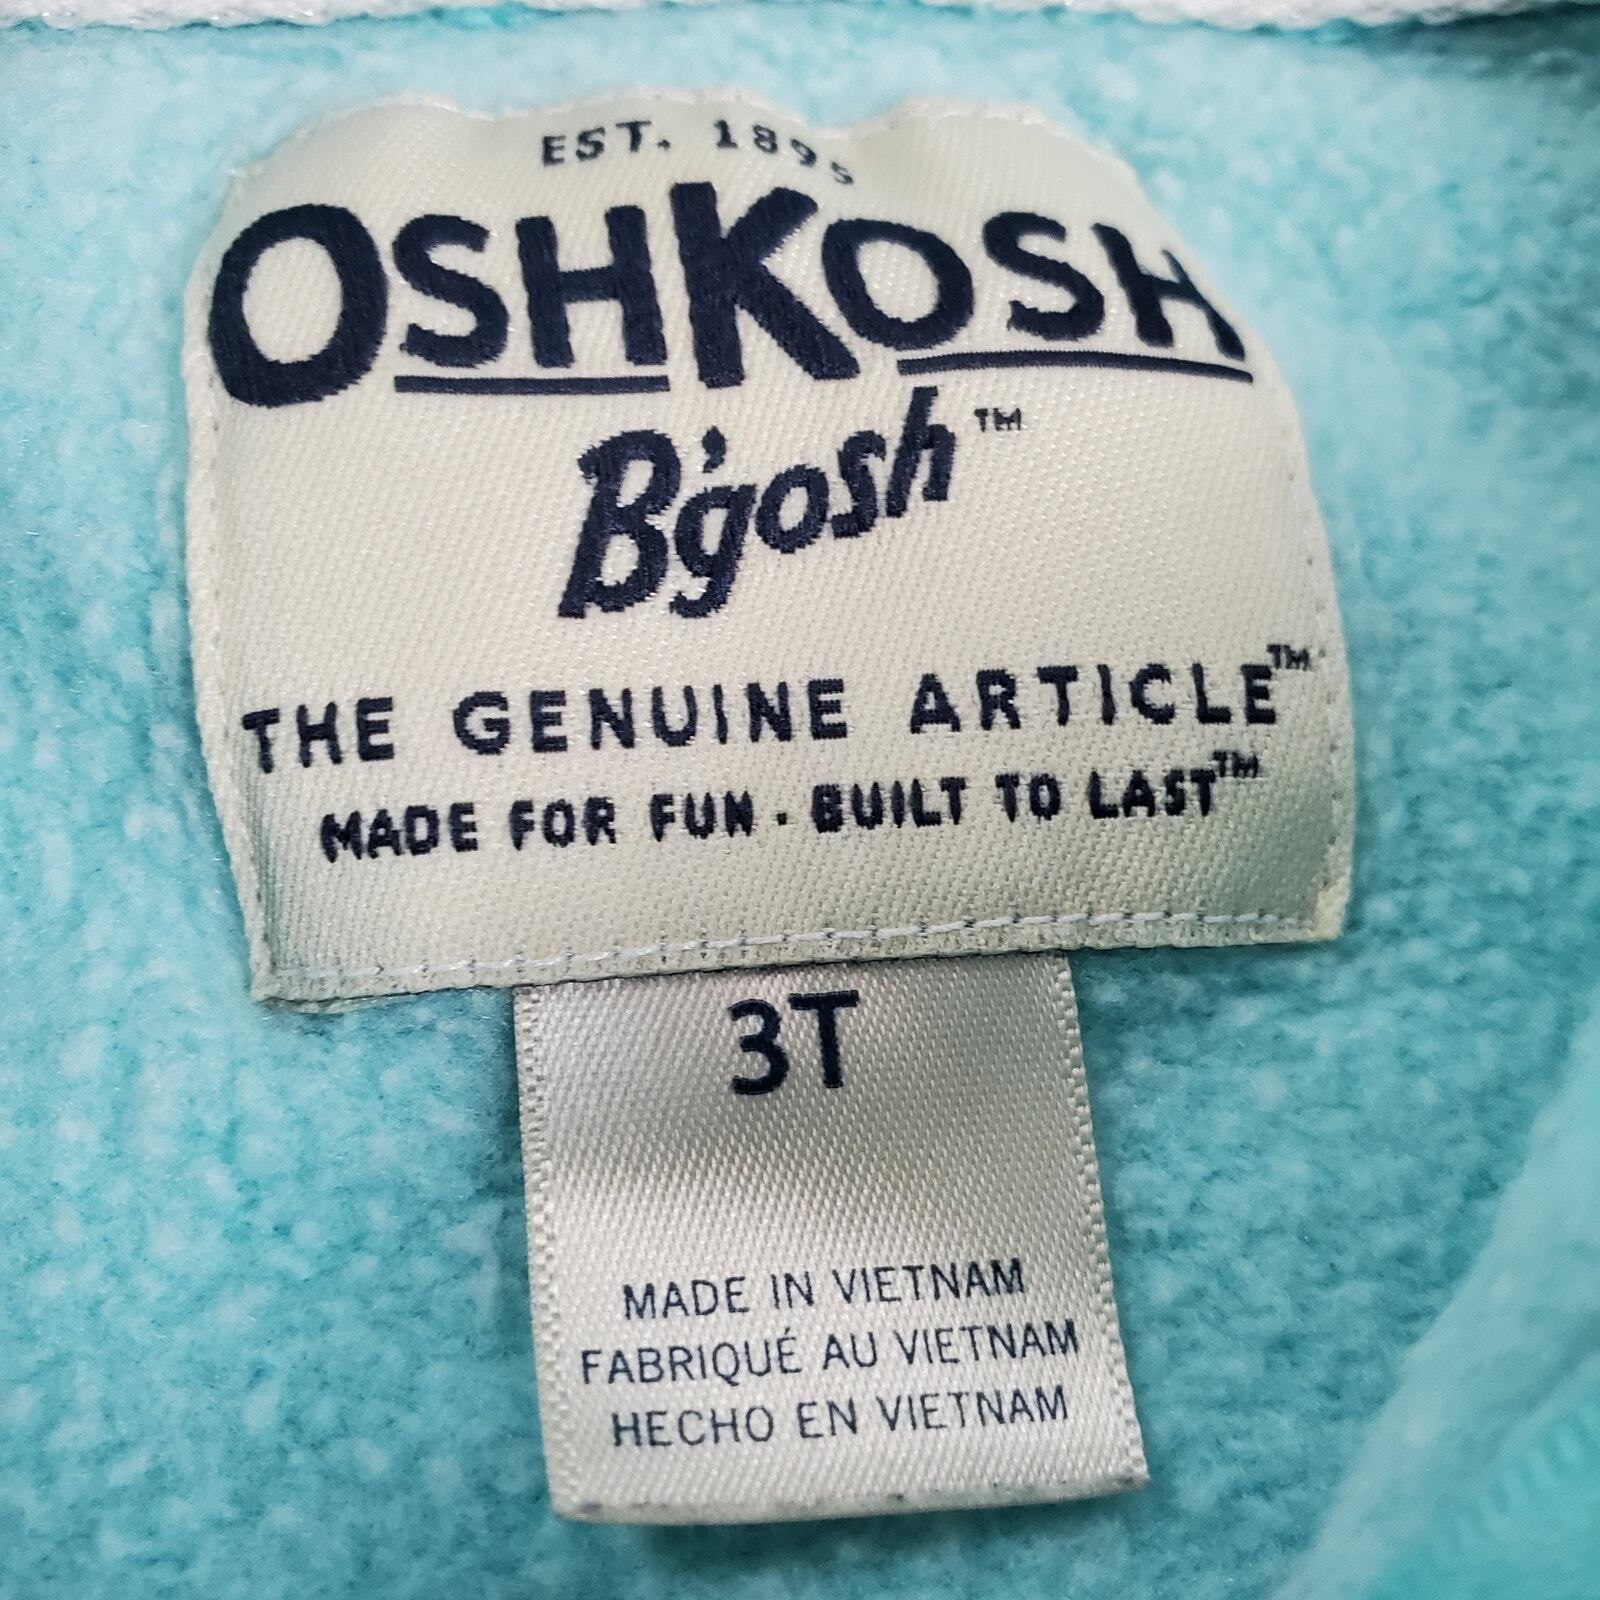 EST. 1895
OSHKOSH
B'gosh™
THE GENUINE ARTICLE™
MADE FOR FUN · BUILT TO LAST™
3T
MADE IN VIETNAM
FABRIQUÉ AU VIETNAM
HECHO EN VIETNAM